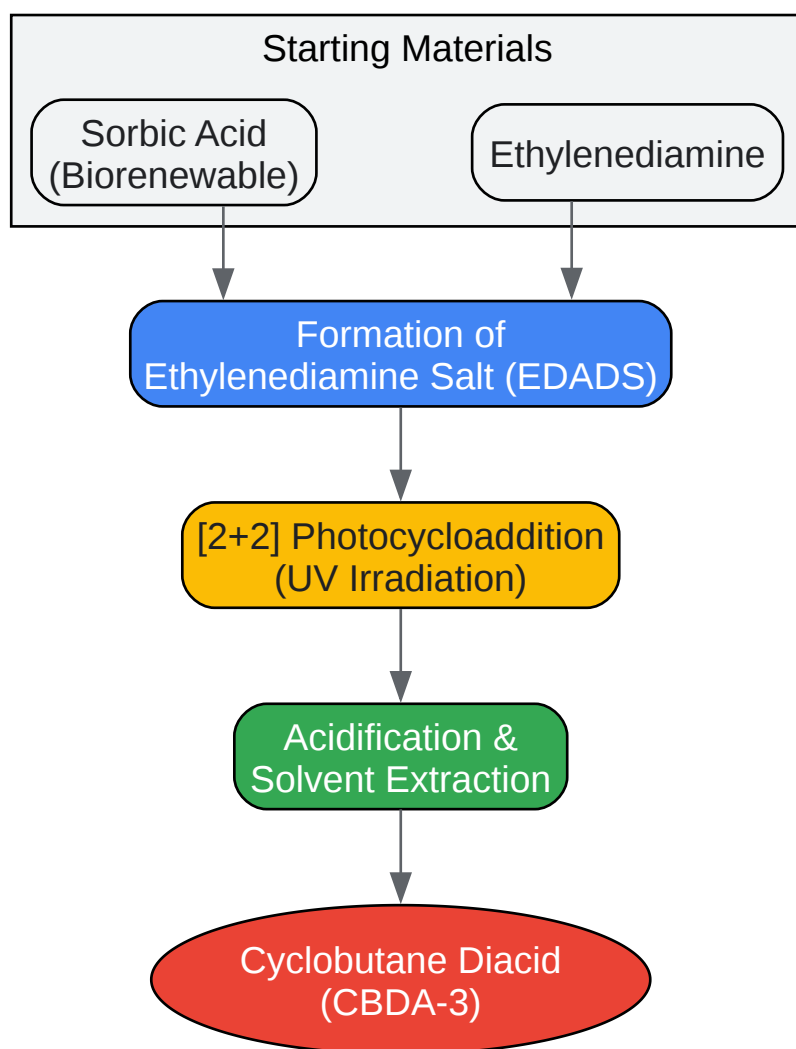 Starting Materials
Sorbic Acid
(Biorenewable)
Ethylenediamine
Formation of
Ethylenediamine Salt (EDADS)
[2+2] Photocycloaddition
(UV Irradiation)
Acidification &
Solvent Extraction
Cyclobutane Diacid
(CBDA-3)